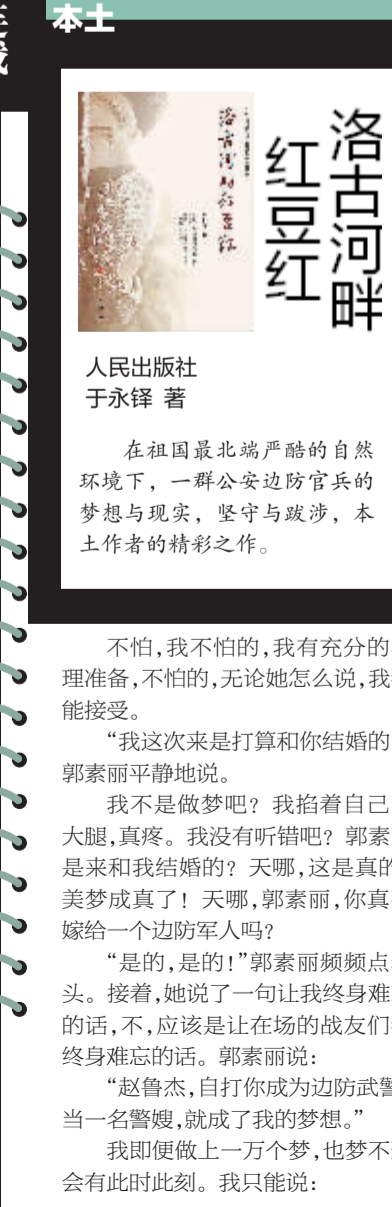 本土
洛古河畔
红豆红
人民出版社
于永铎 著
在祖国最北端严酷的自然
环境下，一群公安边防官兵的
梦想与现实，坚守与跋涉，本
土作者的精彩之作。
不怕,我不怕的,我有充分的
理准备,不怕的,无论她怎么说,我
能接受。
“我这次来是打算和你结婚的
郭素丽平静地说。
我不是做梦吧？我掐着自己
大腿,真疼。我没有听错吧？郭素
是来和我结婚的？天哪,这是真的
美梦成真了！天哪,郭素丽,你真
嫁给一个边防军人吗？
“是的,是的!”郭素丽频频点
头。接着,她说了一句让我终身难
的话,不,应该是让在场的战友们
终身难忘的话。郭素丽说：
“赵鲁杰,自打你成为边防武警
当一名警嫂,就成了我的梦想。”
我即便做上一万个梦,也梦不
会有此时此刻。我只能说：